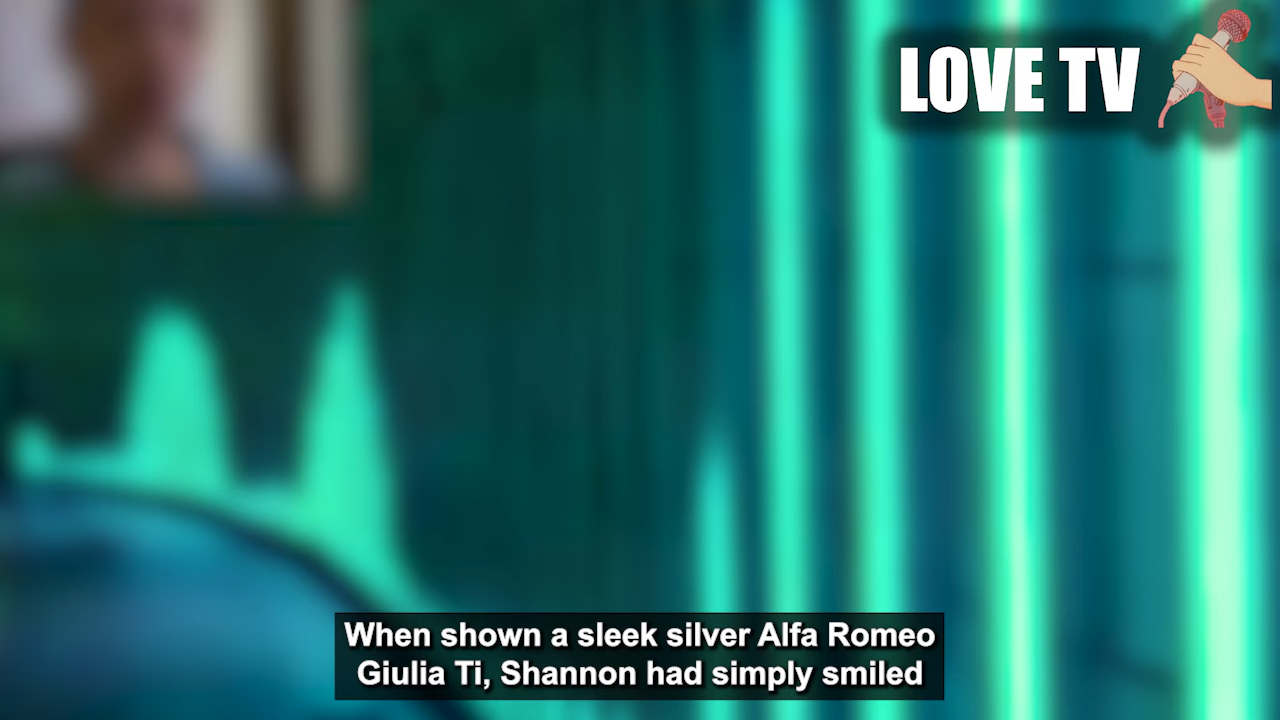 LOVE TV
When shown a sleek silver Alfa Romeo
Giulia Ti, Shannon had simply smiled